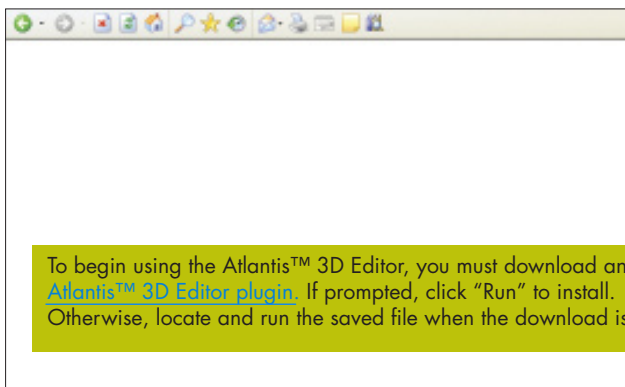 To begin using the Atlantis™ 3D Editor, you must download an
Atlantis™ 3D Editor plugin. If prompted, click “Run” to install.
Otherwise, locate and run the saved file when the download is